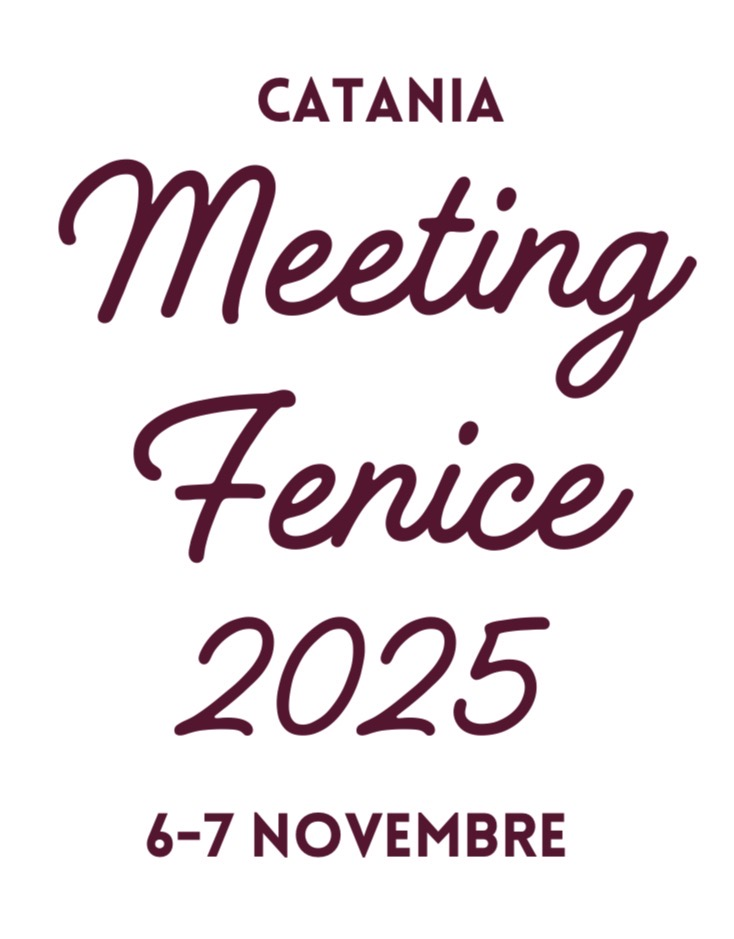 CATANIA
Meeting
Fenice
2025
6-7 NOVEMBRE